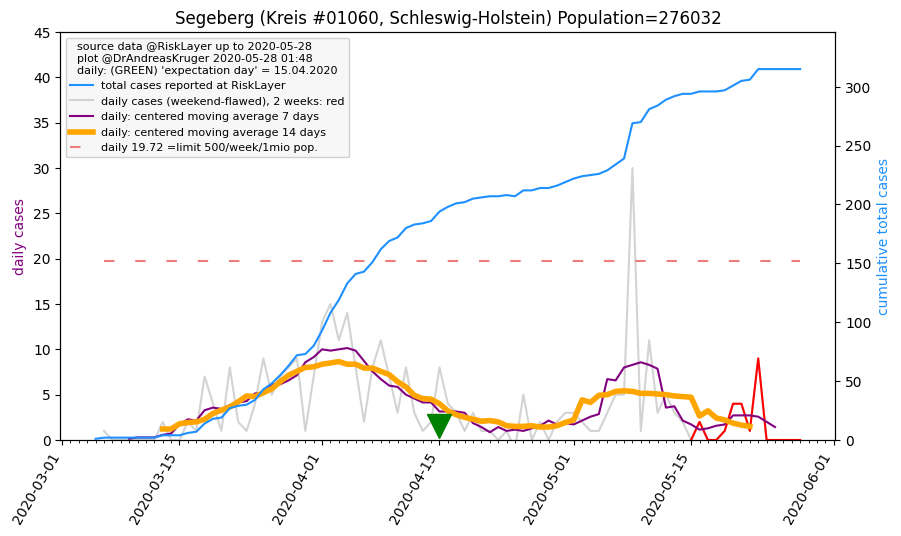 Segeberg (Kreis #01060, Schleswig-Holstein) Population=276032
source data @RiskLayer up to 2020-05-28
plot @DrAndreasKruger 2020-05-28 01:48
daily: (GREEN) 'expectation day' = 15.04.2020
total cases reported at RiskLayer
daily cases (weekend-flawed), 2 weeks: red
daily: centered moving average 7 days
daily: centered moving average 14 days
daily 19.72 =limit 500/week/1mio pop.
daily cases
45
40
35
30
25
20
15
10
5
0
300
250
200
150
100
50
0
cumulative total cases
2020-03-01
2020-03-15
2020-04-01
2020-04-15
2020-05-01
2020-05-15
2020-06-01